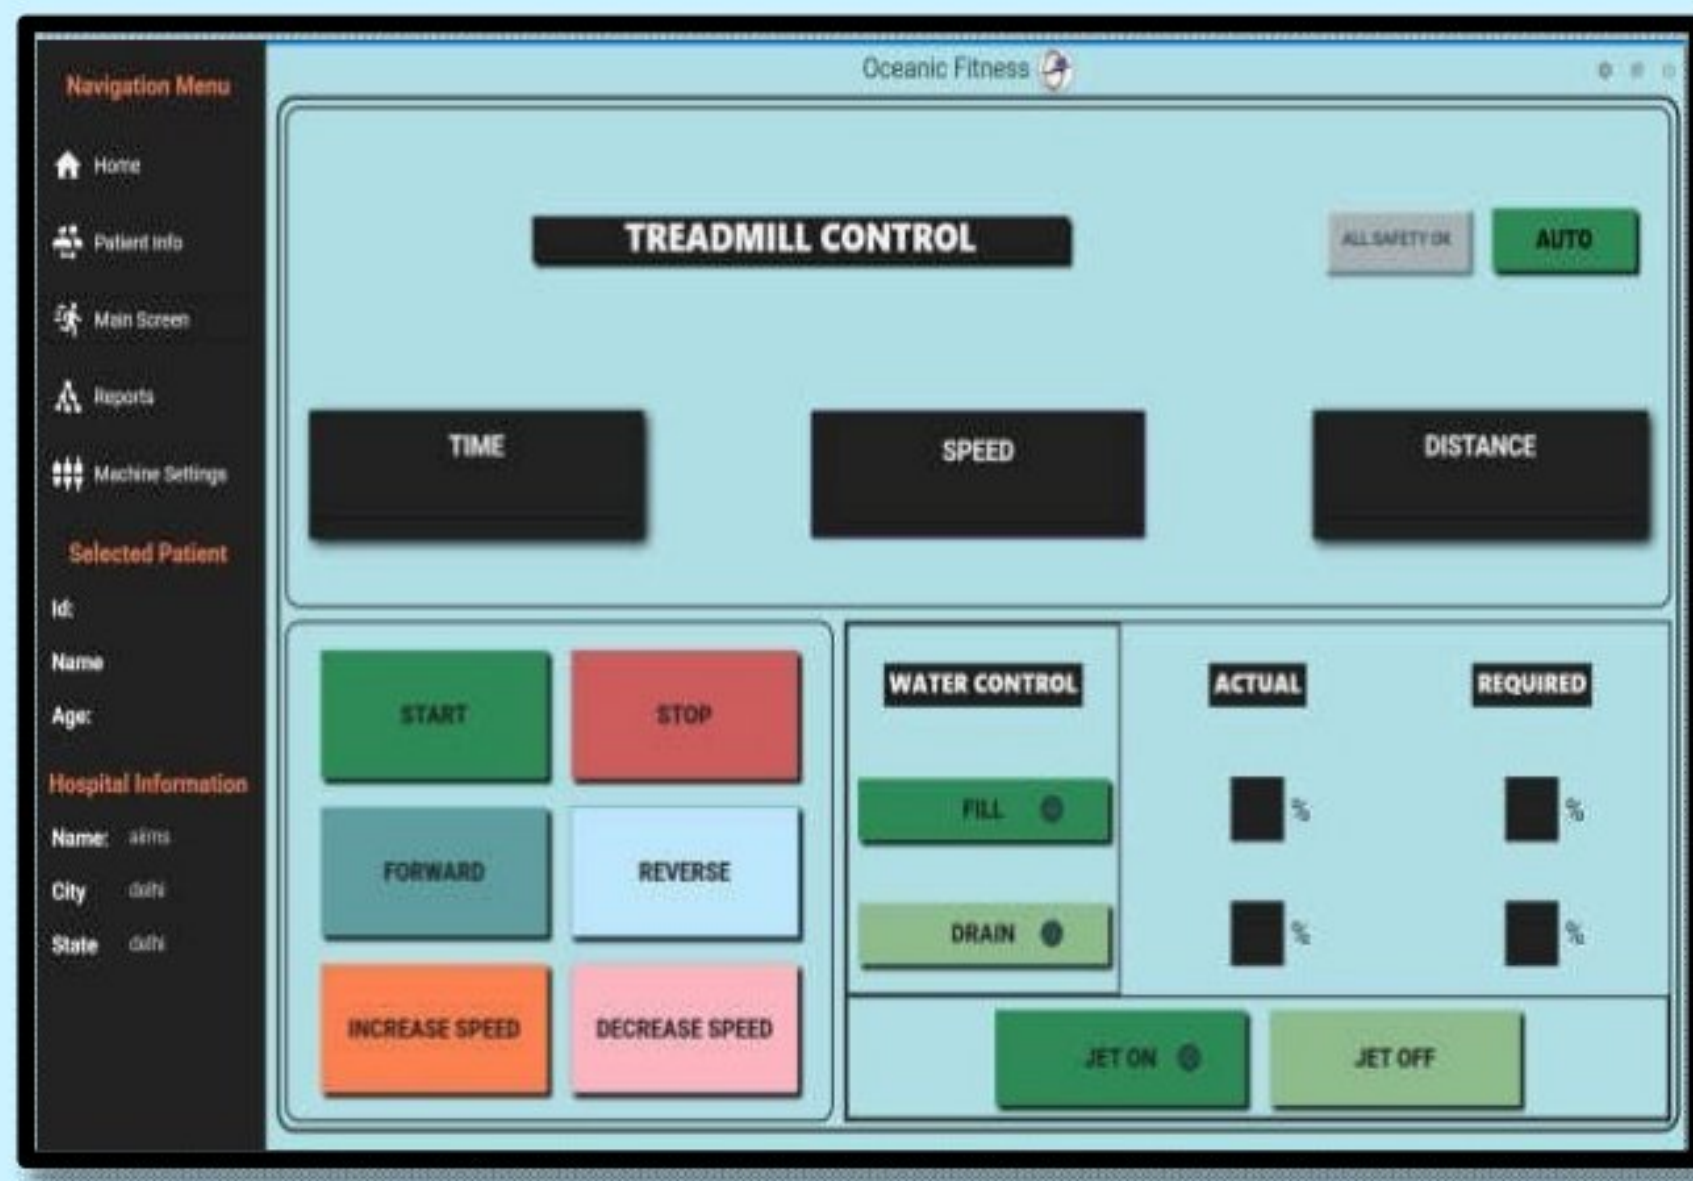 Oceanic Fitness
Navigation Menu
Home
Patient Info
Main Screen
Reports
Machine Settings
Selected Patient
Id:
Name
Age:
Hospital Information
Name: aiims
City delhi
State delhi
TREADMILL CONTROL
ALL SAFETY OK
AUTO
TIME
SPEED
DISTANCE
START
STOP
FORWARD
REVERSE
INCREASE SPEED
DECREASE SPEED
WATER CONTROL
ACTUAL
REQUIRED
FILL
%
%
DRAIN
%
%
JET ON
JET OFF